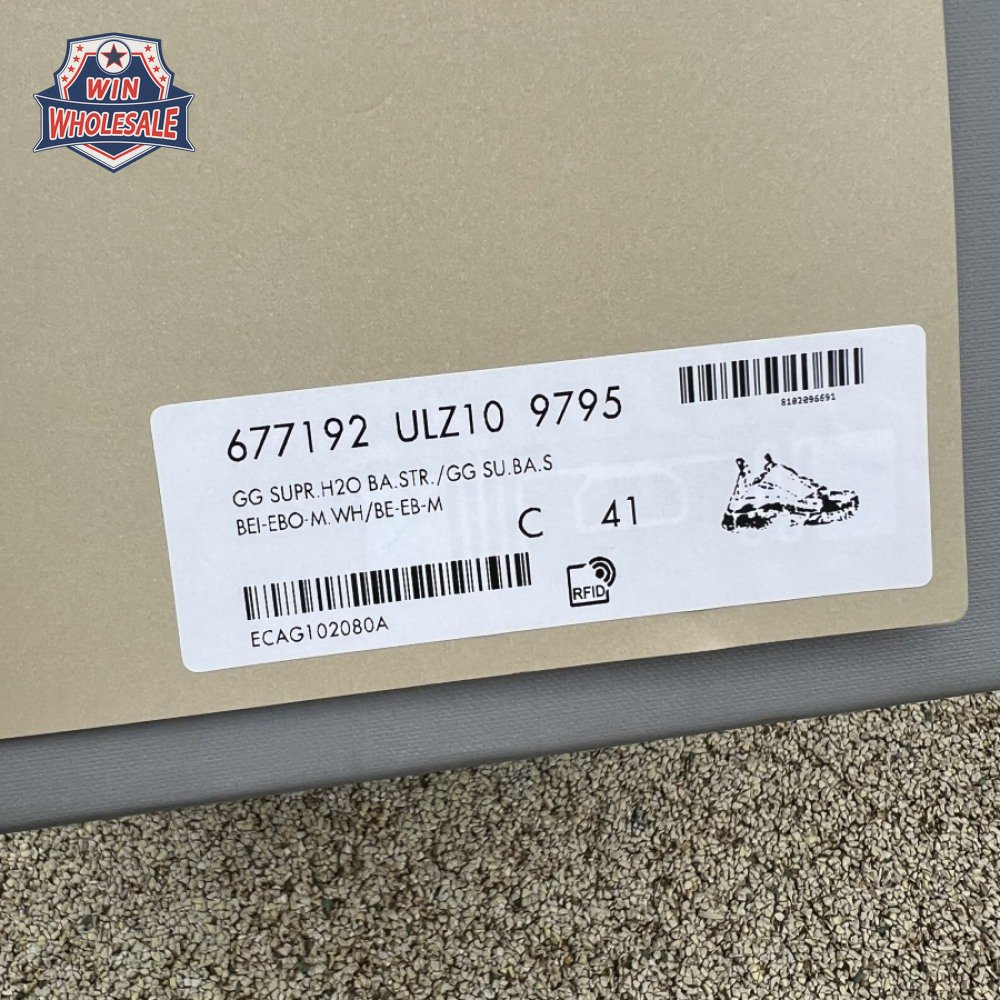 WIN
WHOLESALE
677192 ULZ10 9795
8182096691
GG SUPR.H2O BA.STR./GG SU.BA.S
BEI-EBO-M.WH/BE-EB-M
C 41
RFID
ECAG102080A